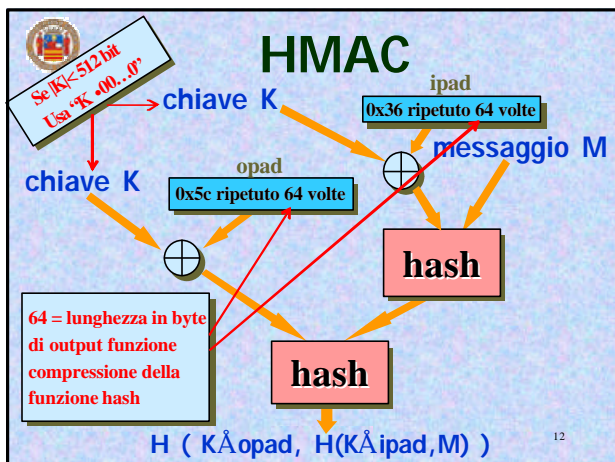 HMAC
Se |K|< 512 bit
Usa “K •00…0”
chiave K
ipad
0x36 ripetuto 64 volte
messaggio M
chiave K
opad
0x5c ripetuto 64 volte
hash
64 = lunghezza in byte
di output funzione
compressione della
funzione hash
hash
H ( KÅopad, H(KÅipad,M) )
12